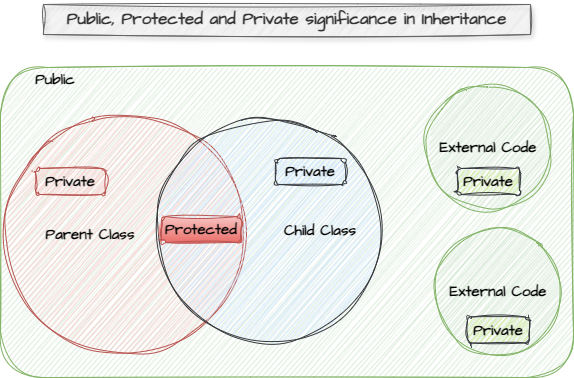 Public, Protected and Private significance in Inheritance
Public
Private
Parent Class
Protected
Private
Child Class
External Code
Private
External Code
Private